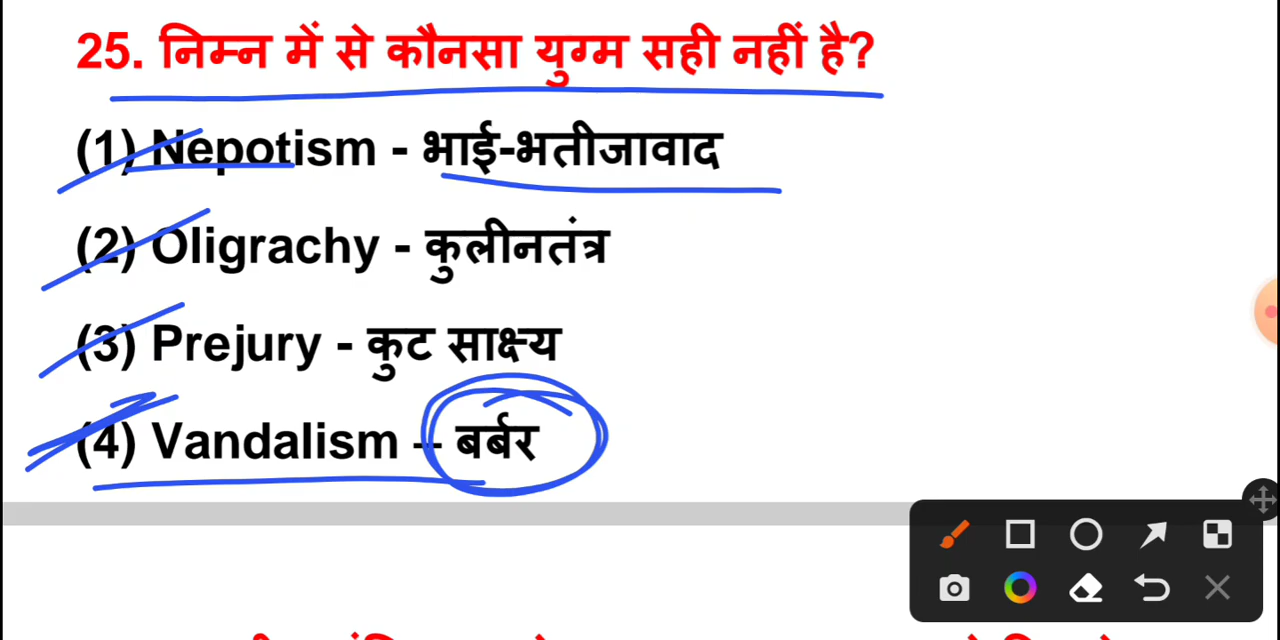 25. निम्न में से कौनसा युग्म सही नहीं है?
(1) Nepotism - भाई-भतीजावाद
(2) Oligrachy - कुलीनतंत्र
(3) Prejury - कुट साक्ष्य
(4) Vandalism – बर्बर